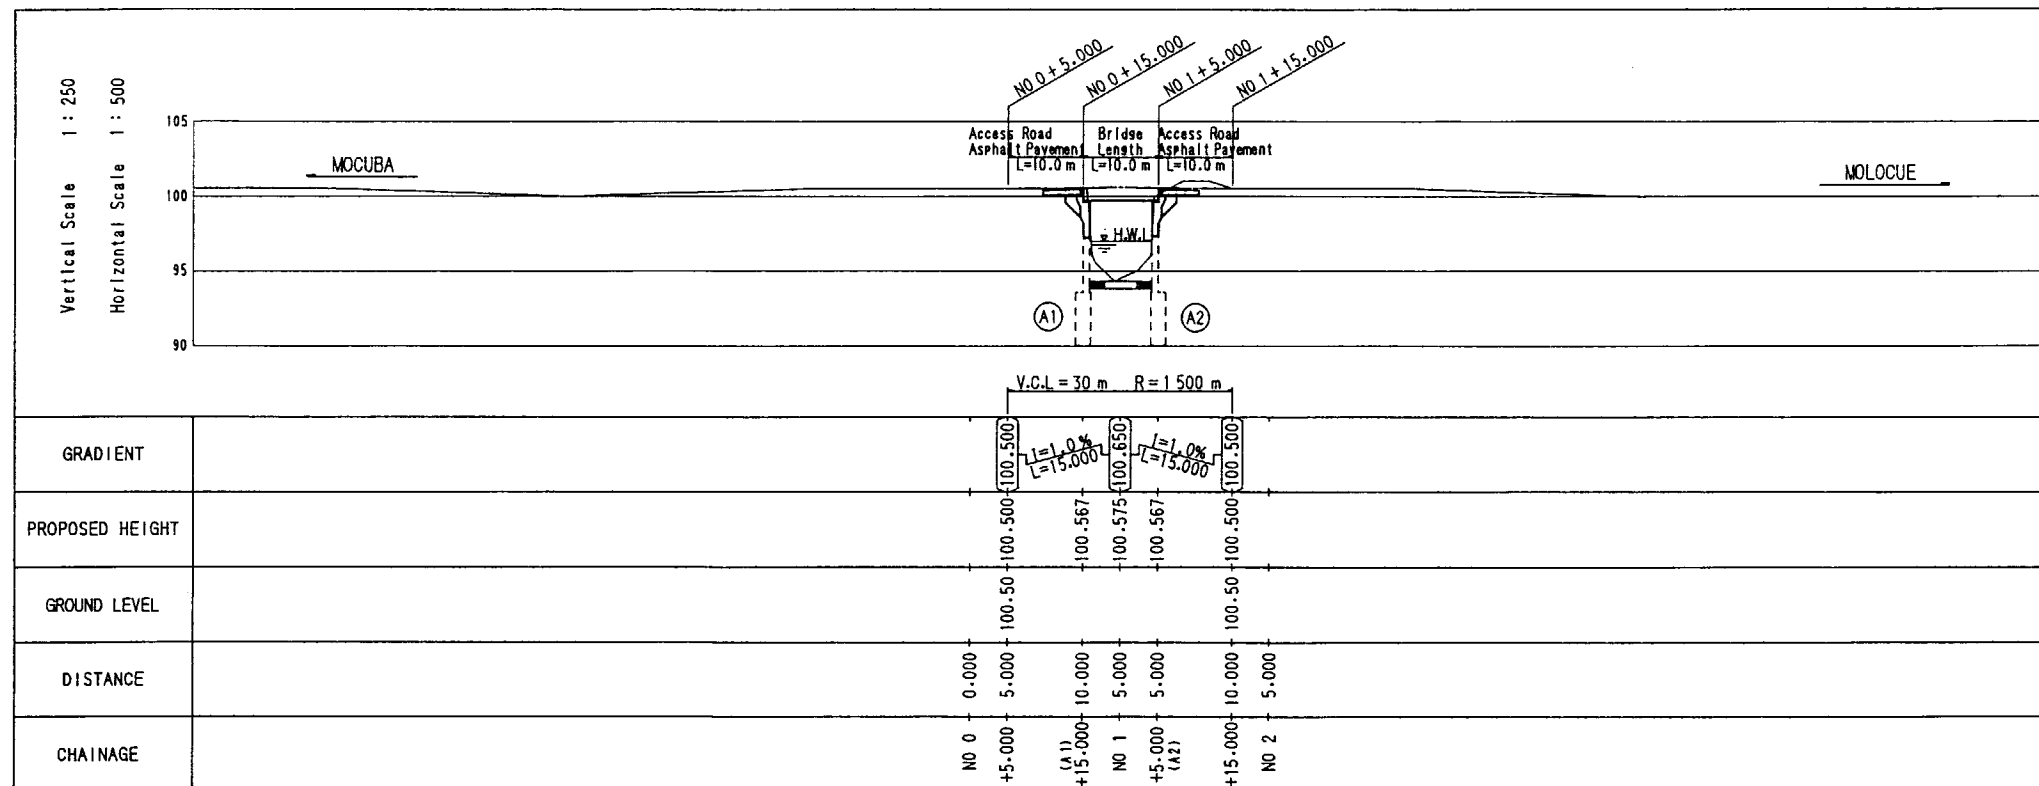 Vertical Scale 1 : 250
Horizontal Scale 1 : 500
NO 0 + 5.000
NO 0 + 15.000
NO 1 + 5.000
NO 1 + 15.000
105
100
95
90
MOCUBA
MOLOCUE
Access Road
Asphalt Pavement
L=10.0 m
Bridge
Length
L=10.0 m
Access Road
Asphalt Pavement
L=10.0 m
H.W.L
A1
A2
V.C.L = 30 m R = 1 500 m
GRADIENT
100.500
I=1.0%
L=15.000
100.650
I=1.0%
L=15.000
100.500
PROPOSED HEIGHT
100.500
100.567
100.575
100.567
100.500
GROUND LEVEL
100.50
100.50
DISTANCE
0.000
5.000
10.000
5.000
5.000
10.000
5.000
CHAINAGE
NO 0
+5.000
(A1)
+15.000
NO 1
+5.000
(A2)
+15.000
NO 2